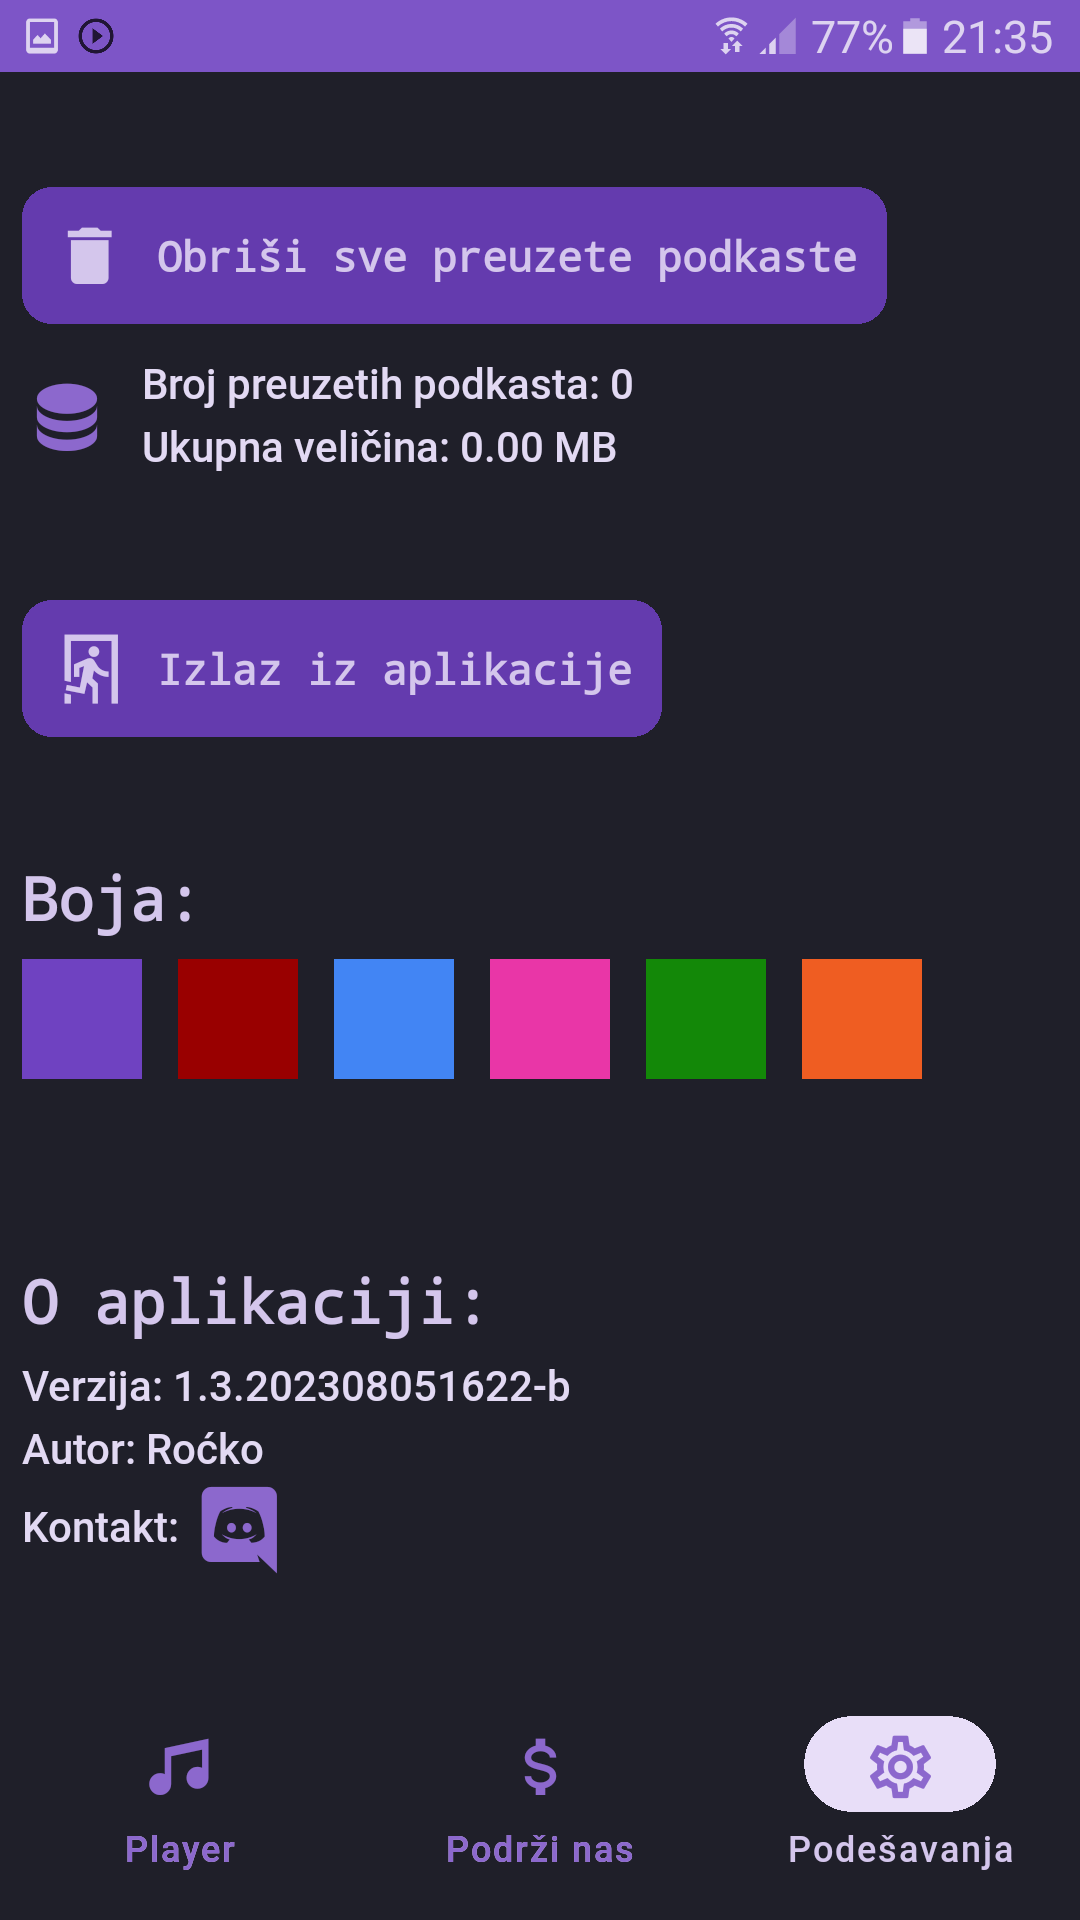 77% 21:35
Obriši sve preuzete podkaste
Broj preuzetih podkasta: 0
Ukupna veličina: 0.00 MB
Izlaz iz aplikacije
Boja:
O aplikaciji:
Verzija: 1.3.202308051622-b
Autor: Roćko
Kontakt:
Player Podrži nas Podešavanja